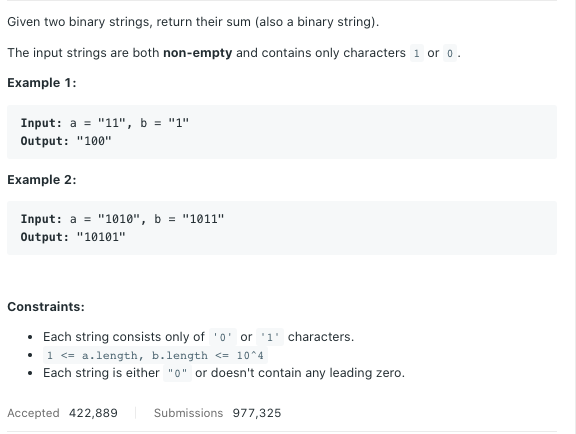 Given two binary strings, return their sum (also a binary string).
The input strings are both non-empty and contains only characters 1 or 0.
Example 1:
Input: a = "11", b = "1"
Output: "100"
Example 2:
Input: a = "1010", b = "1011"
Output: "10101"
Constraints:
• Each string consists only of '0' or '1' characters.
• 1 <= a.length, b.length <= 10^4
• Each string is either "0" or doesn't contain any leading zero.
Accepted 422,889 Submissions 977,325